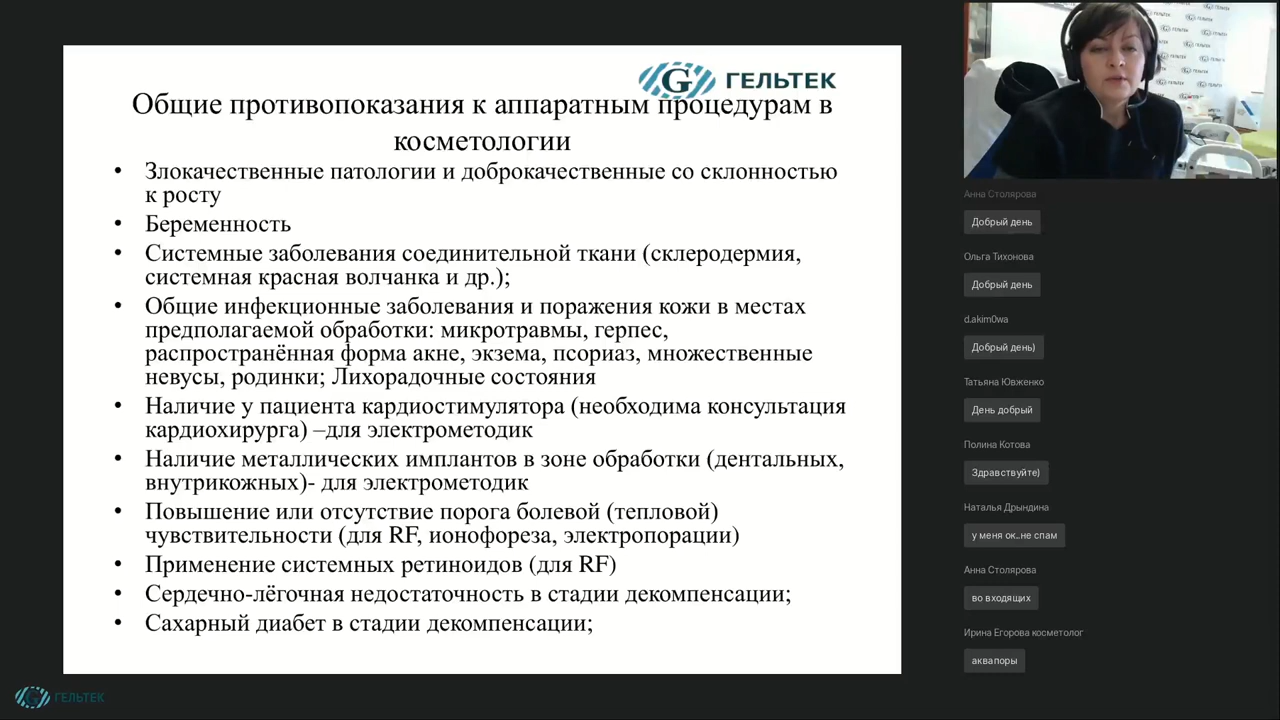 ГЕЛЬТЕК
Общие противопоказания к аппаратным процедурам в
косметологии
• Злокачественные патологии и доброкачественные со склонностью
к росту
• Беременность
• Системные заболевания соединительной ткани (склеродермия,
системная красная волчанка и др.);
• Общие инфекционные заболевания и поражения кожи в местах
предполагаемой обработки: микротравмы, герпес,
распространённая форма акне, экзема, псориаз, множественные
невусы, родинки; Лихорадочные состояния
• Наличие у пациента кардиостимулятора (необходима консультация
кардиохирурга) –для электрометодик
• Наличие металлических имплантов в зоне обработки (дентальных,
внутрикожных)- для электрометодик
• Повышение или отсутствие порога болевой (тепловой)
чувствительности (для RF, ионофореза, электропорации)
• Применение системных ретиноидов (для RF)
• Сердечно-лёгочная недостаточность в стадии декомпенсации;
• Сахарный диабет в стадии декомпенсации;
ГЕЛЬТЕК
Анна Столярова
Добрый день
Ольга Тихонова
Добрый день
d.akim0wa
Добрый день)
Татьяна Ювженко
День добрый
Полина Котова
Здравствуйте)
Наталья Дрындина
у меня ок..не спам
Анна Столярова
во входящих
Ирина Егорова косметолог
аквапоры